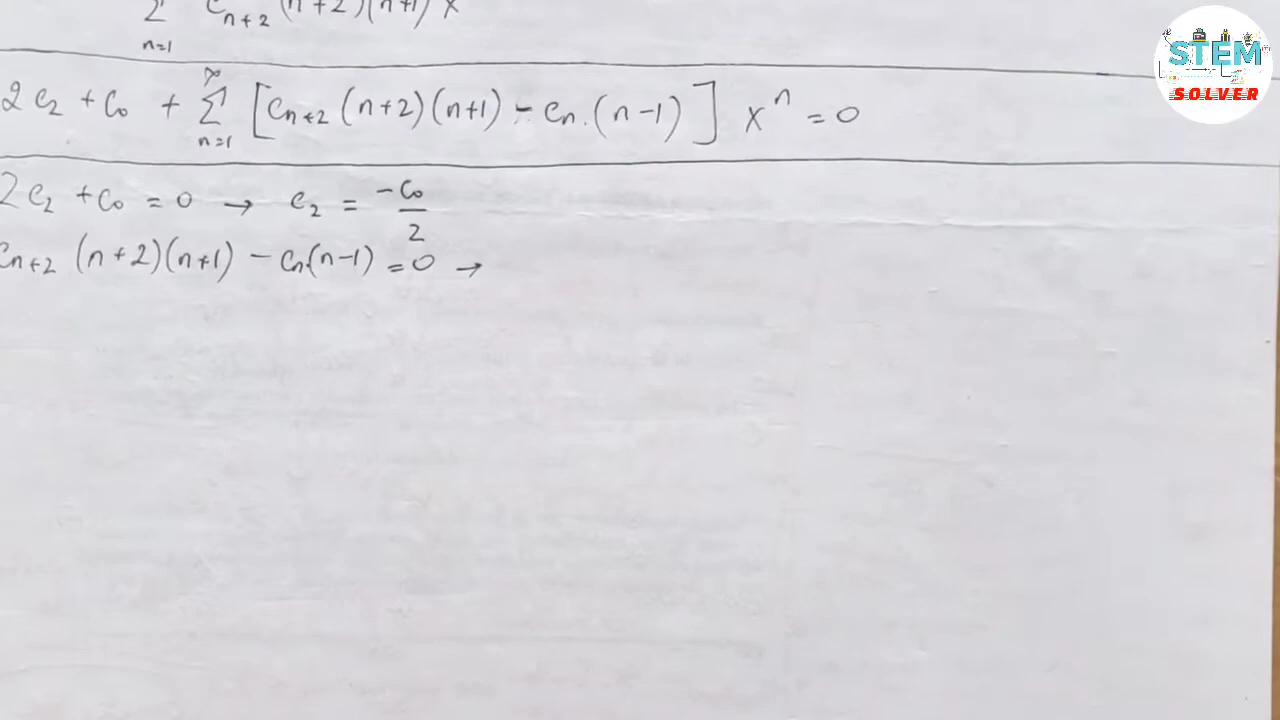 ∑ n=1 c_{n+2} (n+2)(n+1) x
2c₂ + c₀ + ∑_{n=1}^{∞} [c_{n+2} (n+2)(n+1) - c_n . (n-1)] x^n = 0
2c₂ + c₀ = 0 → c₂ = -c₀/2
c_{n+2} (n+2)(n+1) - c_n.(n-1) = 0 →
STEM
SOLVER